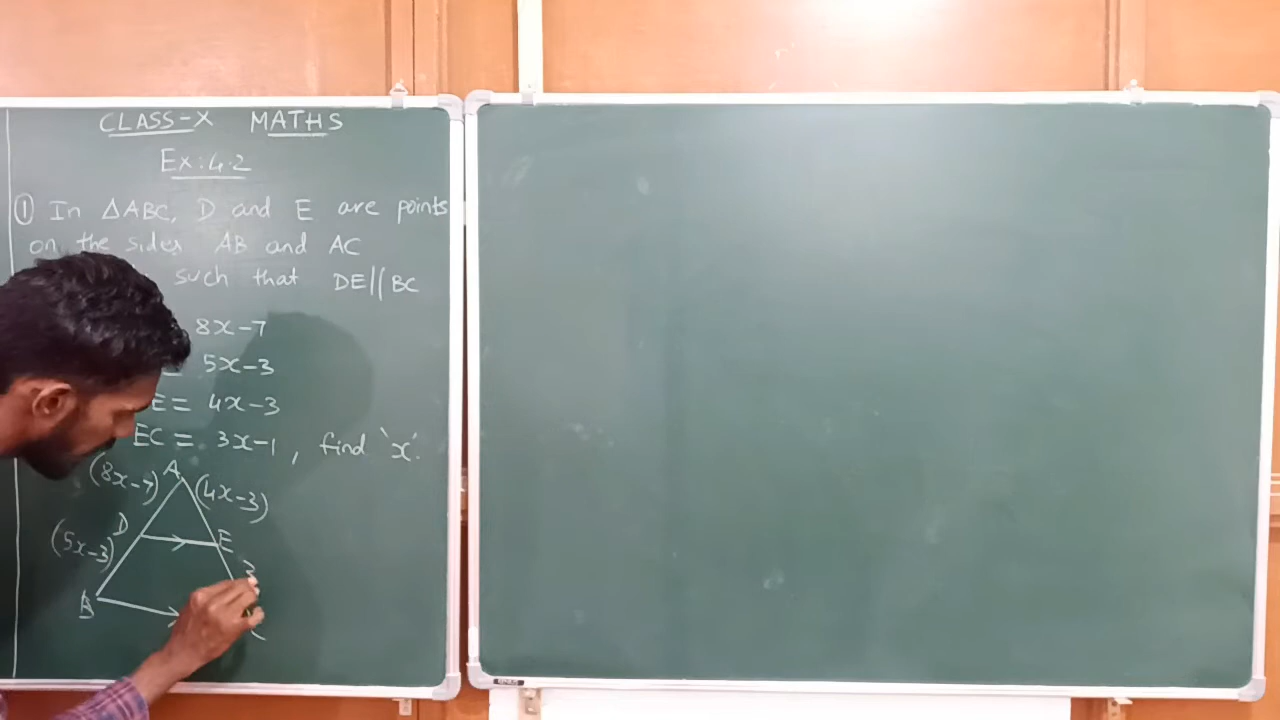 CLASS-X MATHS
Ex: 4.2
① In △ABC, D and E are points
on the sides AB and AC
such that DE||BC
8x-7
= 5x-3
E = 4x-3
EC = 3x-1, find 'x'.
A
(8x-7) (4x-3)
D
E
(5x-3)
B